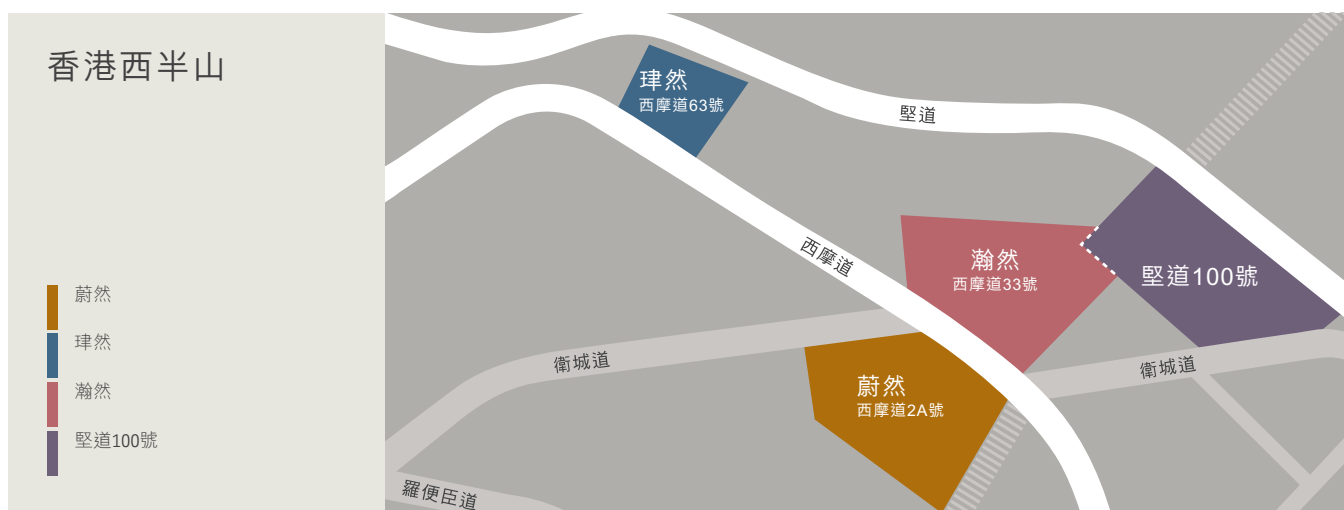 香港西半山
蔚然
珒然
瀚然
堅道100號
珒然
西摩道63號
堅道
西摩道
瀚然
西摩道33號
堅道100號
衛城道
衛城道
蔚然
西摩道2A號
羅便臣道